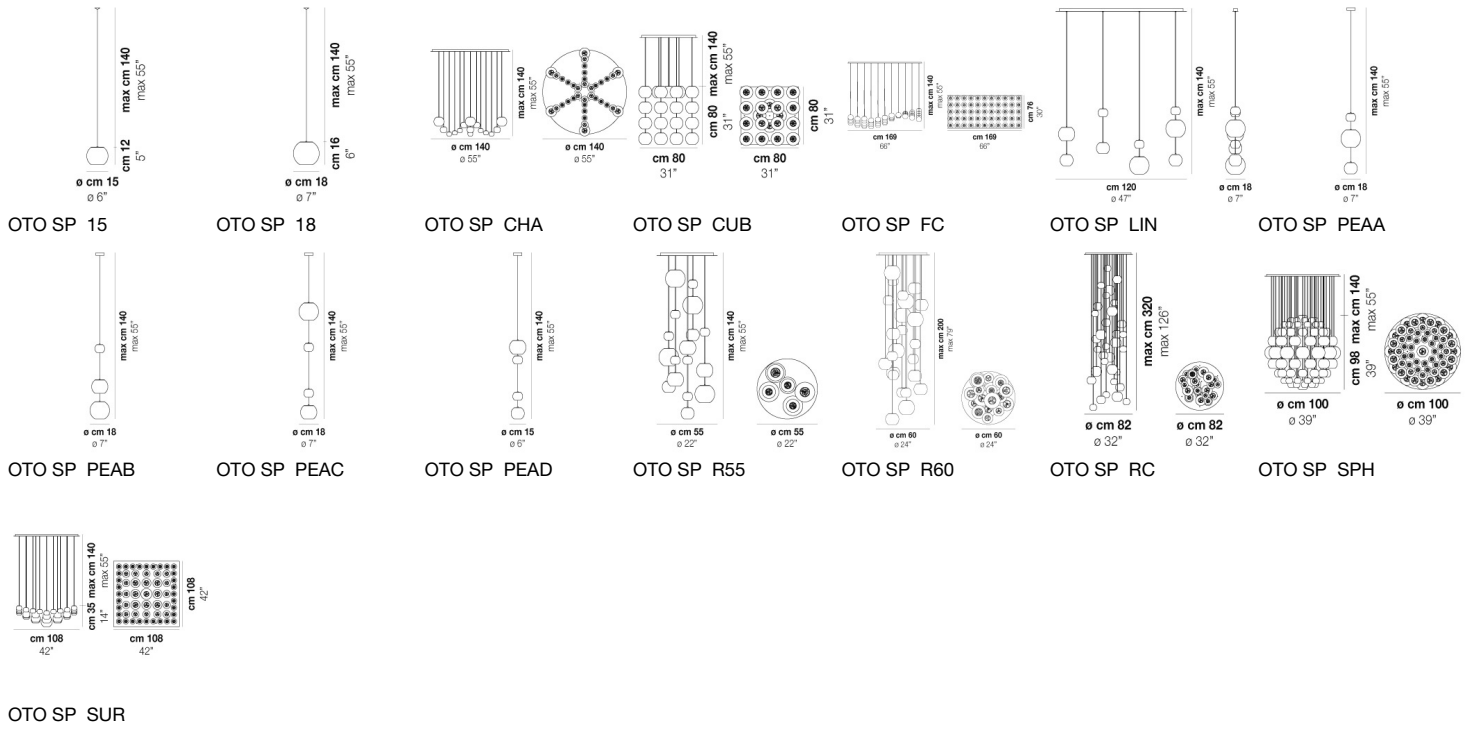 max cm 140
max 55"
cm 12
5"
ø cm 15
ø 6"
OTO SP 15
max cm 140
max 55"
cm 16
6"
ø cm 18
ø 7"
OTO SP 18
max cm 140
max 55"
ø cm 140
ø 55"
ø cm 140
ø 55"
OTO SP CHA
max cm 140
max 55"
cm 80
31"
cm 80
31"
cm 80
31"
cm 80
31"
OTO SP CUB
max cm 140
max 55"
cm 169
66"
cm 76
30"
cm 169
66"
OTO SP FC
max cm 140
max 55"
cm 120
ø 47"
ø cm 18
ø 7"
OTO SP LIN
max cm 140
max 55"
ø cm 18
ø 7"
OTO SP PEAA
max cm 140
max 55"
ø cm 18
ø 7"
OTO SP PEAB
max cm 140
max 55"
ø cm 18
ø 7"
OTO SP PEAC
max cm 140
max 55"
ø cm 15
ø 6"
OTO SP PEAD
max cm 140
max 55"
ø cm 55
ø 22"
ø cm 55
ø 22"
OTO SP R55
max cm 200
max 79"
ø cm 60
ø 24"
ø cm 60
ø 24"
OTO SP R60
max cm 320
max 126"
ø cm 82
ø 32"
ø cm 82
ø 32"
OTO SP RC
max cm 140
max 55"
cm 98
39"
ø cm 100
ø 39"
ø cm 100
ø 39"
OTO SP SPH
max cm 140
max 55"
cm 35
14"
cm 108
42"
cm 108
42"
cm 108
42"
OTO SP SUR